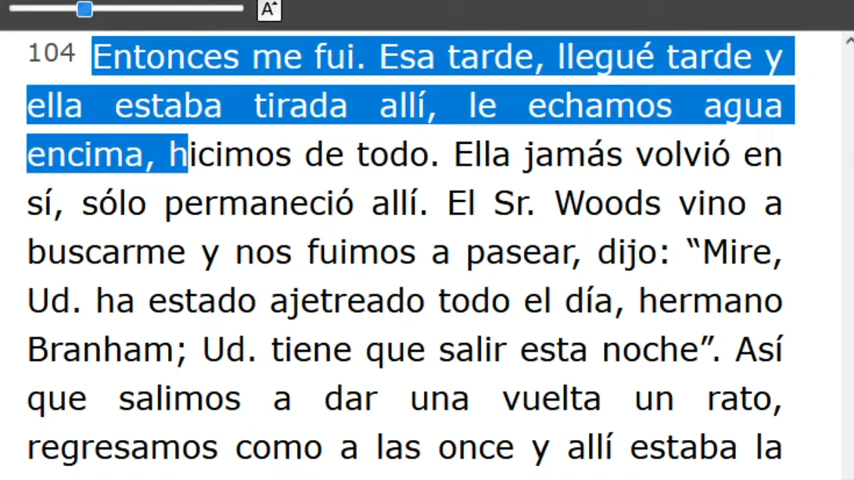 A
104 Entonces me fui. Esa tarde, llegué tarde y
ella estaba tirada allí, le echamos agua
encima, hicimos de todo. Ella jamás volvió en
sí, sólo permaneció allí. El Sr. Woods vino a
buscarme y nos fuimos a pasear, dijo: “Mire,
Ud. ha estado ajetreado todo el día, hermano
Branham; Ud. tiene que salir esta noche”. Así
que salimos a dar una vuelta un rato,
regresamos como a las once y allí estaba la